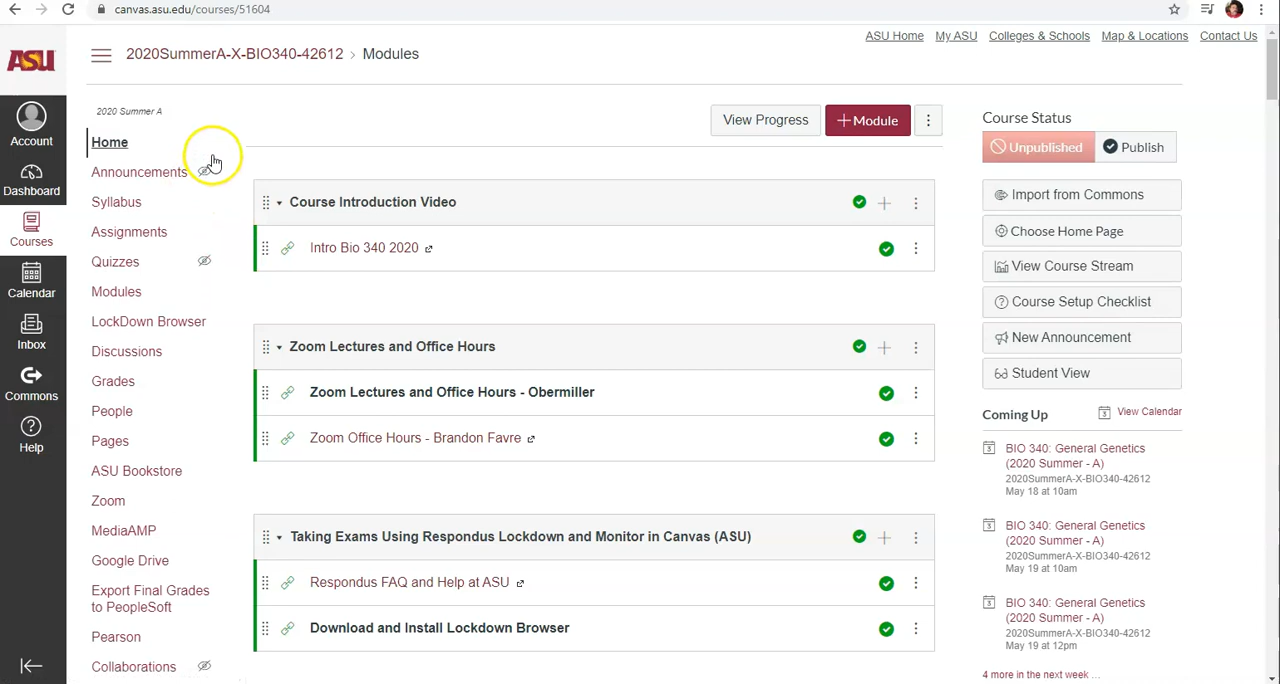 canvas.asu.edu/courses/51604
ASU Home My ASU Colleges & Schools Map & Locations Contact Us
ASU
2020SummerA-X-BIO340-42612 > Modules
Account
Dashboard
Courses
Calendar
Inbox
Commons
Help
2020 Summer A
Home
Announcements
Syllabus
Assignments
Quizzes
Modules
LockDown Browser
Discussions
Grades
People
Pages
ASU Bookstore
Zoom
MediaAMP
Google Drive
Export Final Grades
to PeopleSoft
Pearson
Collaborations
View Progress + Module
Course Introduction Video
Intro Bio 340 2020
Zoom Lectures and Office Hours
Zoom Lectures and Office Hours - Obermiller
Zoom Office Hours - Brandon Favre
Taking Exams Using Respondus Lockdown and Monitor in Canvas (ASU)
Respondus FAQ and Help at ASU
Download and Install Lockdown Browser
Course Status
Unpublished Publish
Import from Commons
Choose Home Page
View Course Stream
Course Setup Checklist
New Announcement
Student View
Coming Up 3 View Calendar
3 BIO 340: General Genetics
(2020 Summer - A)
2020SummerA-X-BIO340-42612
May 18 at 10am
3 BIO 340: General Genetics
(2020 Summer - A)
2020SummerA-X-BIO340-42612
May 19 at 10am
3 BIO 340: General Genetics
(2020 Summer - A)
2020SummerA-X-BIO340-42612
May 19 at 12pm
4 more in the next week ...